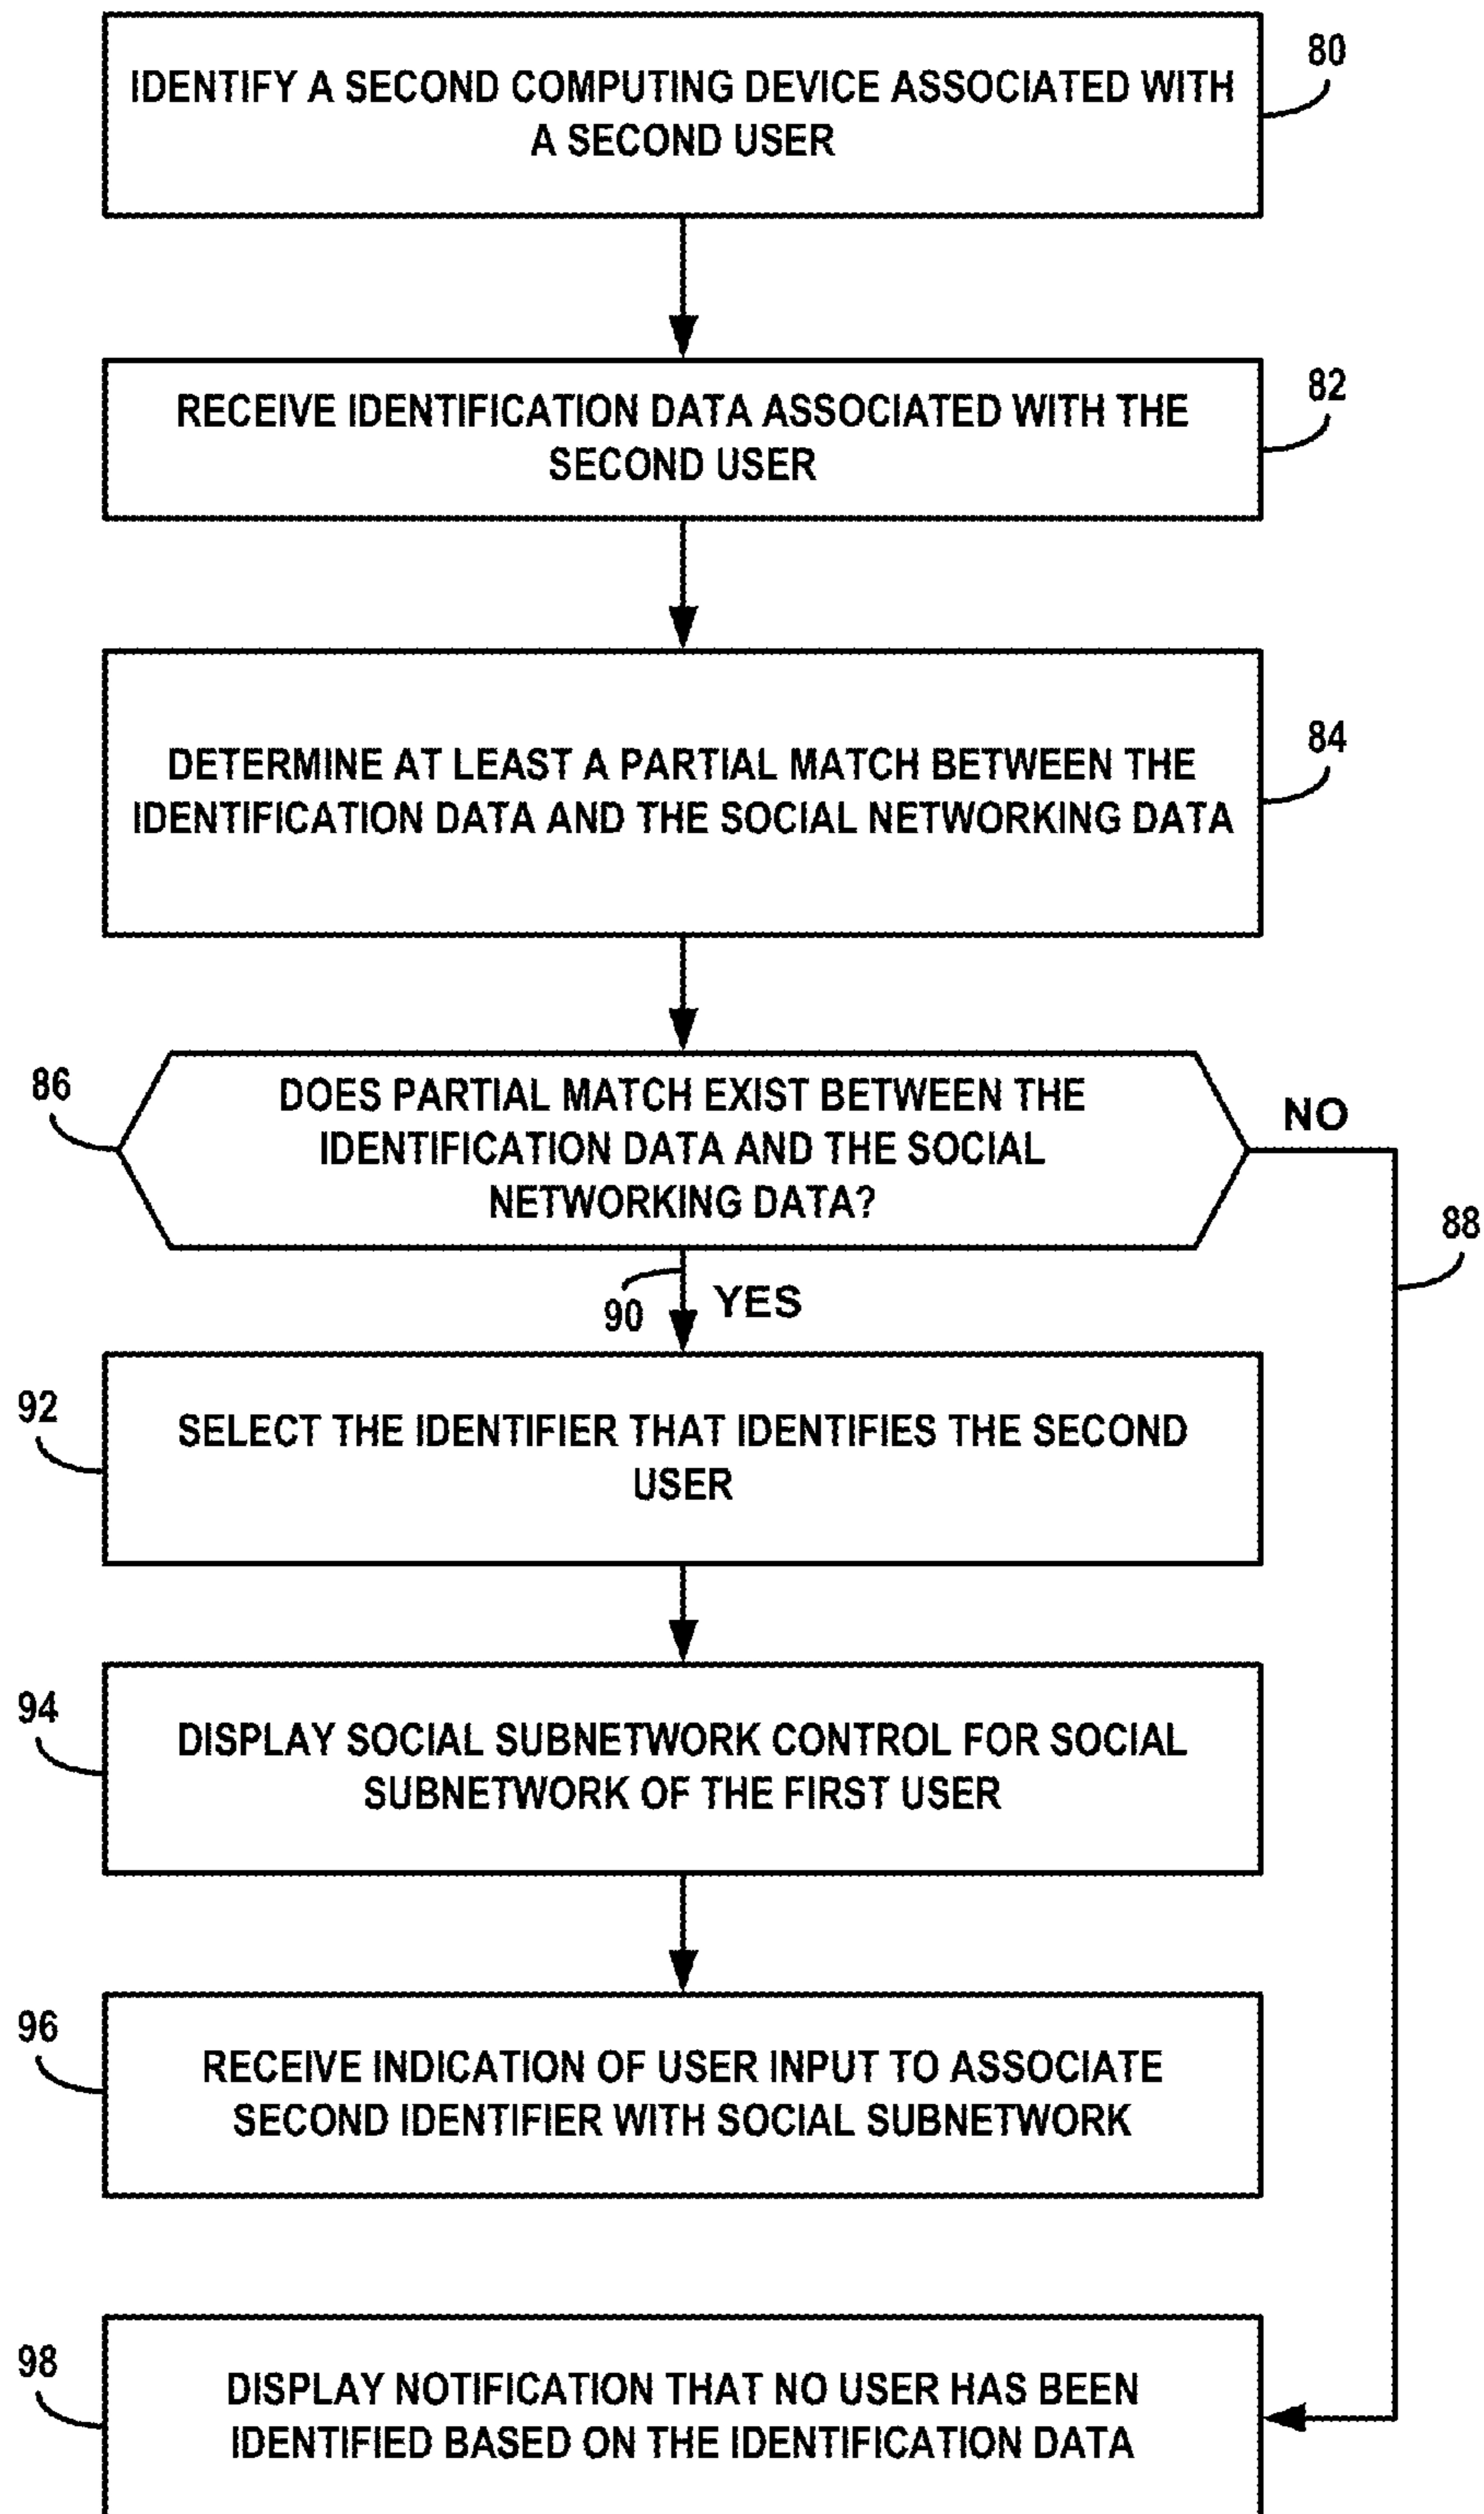 80
IDENTIFY A SECOND COMPUTING DEVICE ASSOCIATED WITH
A SECOND USER
82
RECEIVE IDENTIFICATION DATA ASSOCIATED WITH THE
SECOND USER
84
DETERMINE AT LEAST A PARTIAL MATCH BETWEEN THE
IDENTIFICATION DATA AND THE SOCIAL NETWORKING DATA
86
DOES PARTIAL MATCH EXIST BETWEEN THE
IDENTIFICATION DATA AND THE SOCIAL
NETWORKING DATA?
NO
88
90
YES
92
SELECT THE IDENTIFIER THAT IDENTIFIES THE SECOND
USER
94
DISPLAY SOCIAL SUBNETWORK CONTROL FOR SOCIAL
SUBNETWORK OF THE FIRST USER
96
RECEIVE INDICATION OF USER INPUT TO ASSOCIATE
SECOND IDENTIFIER WITH SOCIAL SUBNETWORK
98
DISPLAY NOTIFICATION THAT NO USER HAS BEEN
IDENTIFIED BASED ON THE IDENTIFICATION DATA